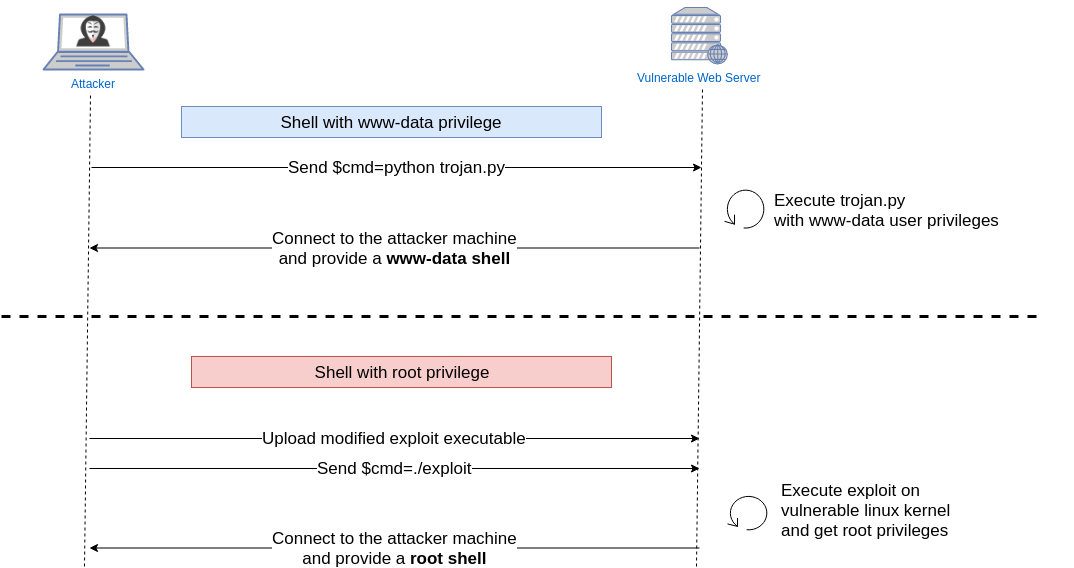 Attacker
Vulnerable Web Server
Shell with www-data privilege
Send $cmd=python trojan.py
Execute trojan.py
with www-data user privileges
Connect to the attacker machine
and provide a www-data shell
Shell with root privilege
Upload modified exploit executable
Send $cmd=./exploit
Execute exploit on
vulnerable linux kernel
and get root privileges
Connect to the attacker machine
and provide a root shell